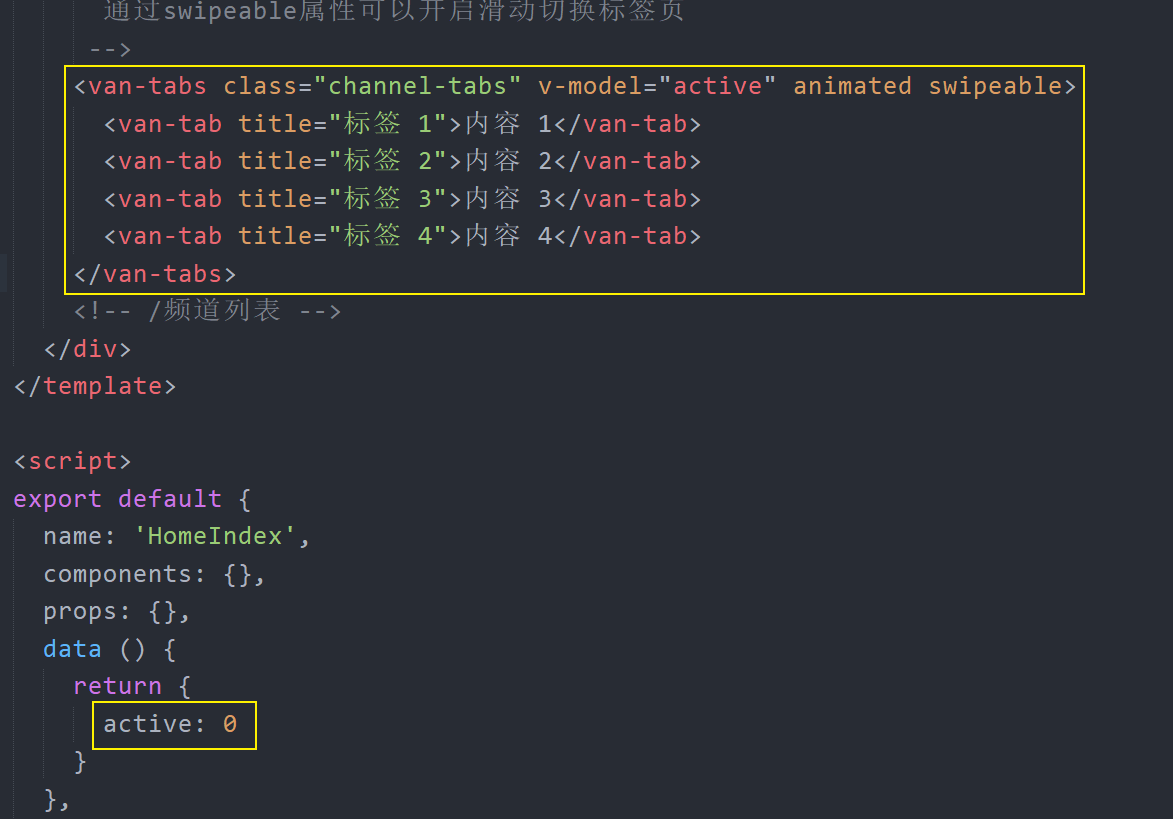 通过swipeable属性可以开启滑动切换标签页
-->
<van-tabs class="channel-tabs" v-model="active" animated swipeable>
<van-tab title="标签 1">内容 1</van-tab>
<van-tab title="标签 2">内容 2</van-tab>
<van-tab title="标签 3">内容 3</van-tab>
<van-tab title="标签 4">内容 4</van-tab>
</van-tabs>
<!-- /频道列表 -->
</div>
</template>
<script>
export default {
name: 'HomeIndex',
components: {},
props: {},
data () {
return {
active: 0
}
},